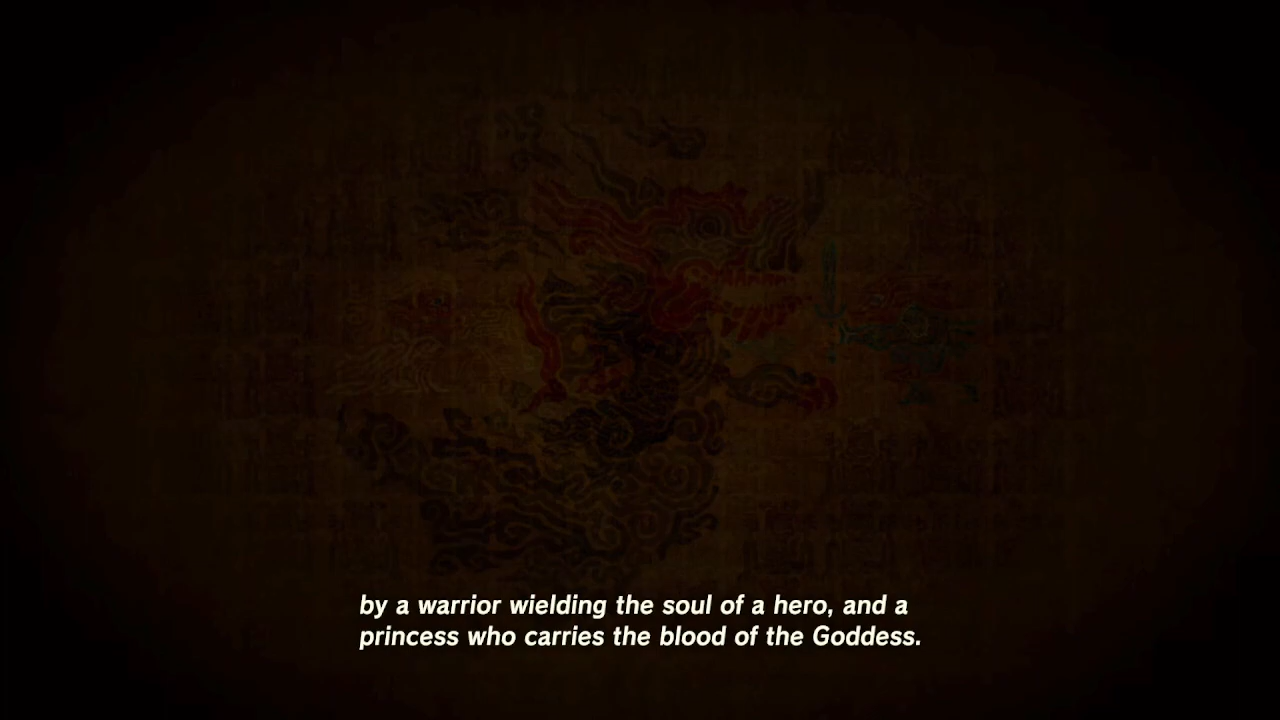 by a warrior wielding the soul of a hero, and a
princess who carries the blood of the Goddess.